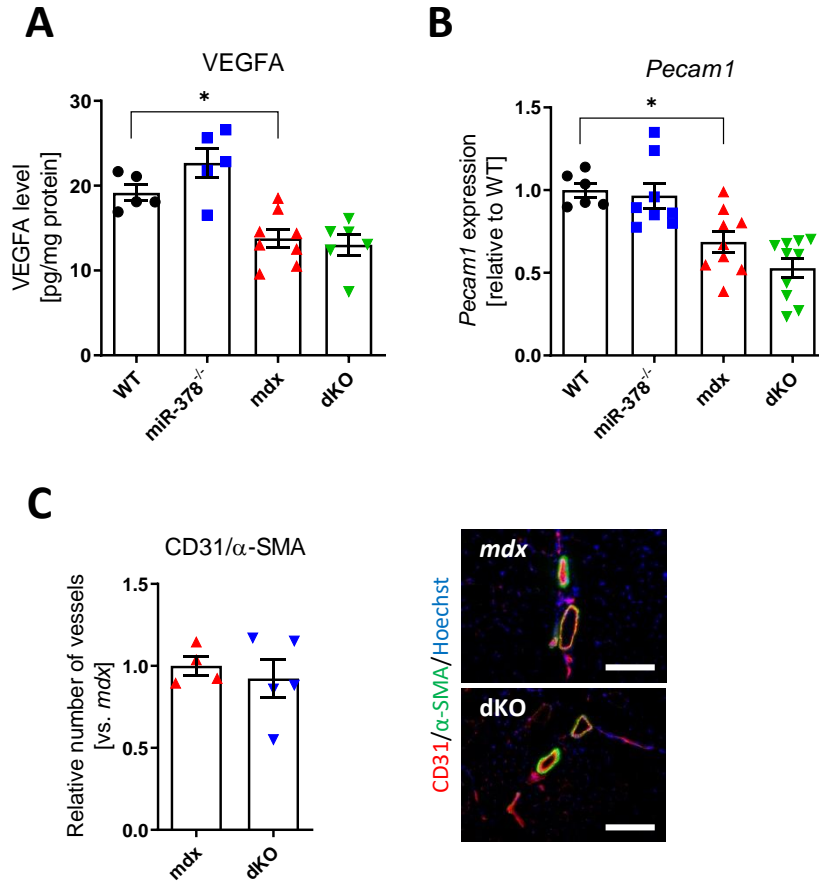 A
VEGFA
*
VEGFA level
[pg/mg protein]
30
20
10
0
WT
miR-378-/-
mdx
dKO
B
Pecam1
*
Pecam1 expression
[relative to WT]
1.5
1.0
0.5
0.0
WT
miR-378-/-
mdx
dKO
C
CD31/α-SMA
Relative number of vessels
[vs. mdx]
1.5
1.0
0.5
0.0
mdx
dKO
CD31/α-SMA/Hoechst
mdx
dKO